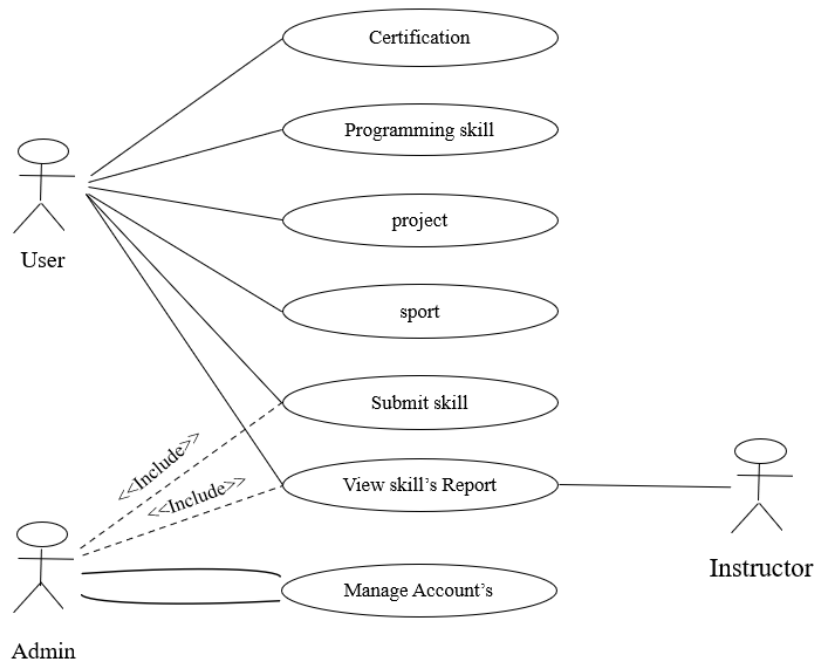 Certification
Programming skill
project
User
sport
Submit skill
<<Include>>
View skill's Report
<<Include>>
Instructor
Manage Account's
Admin